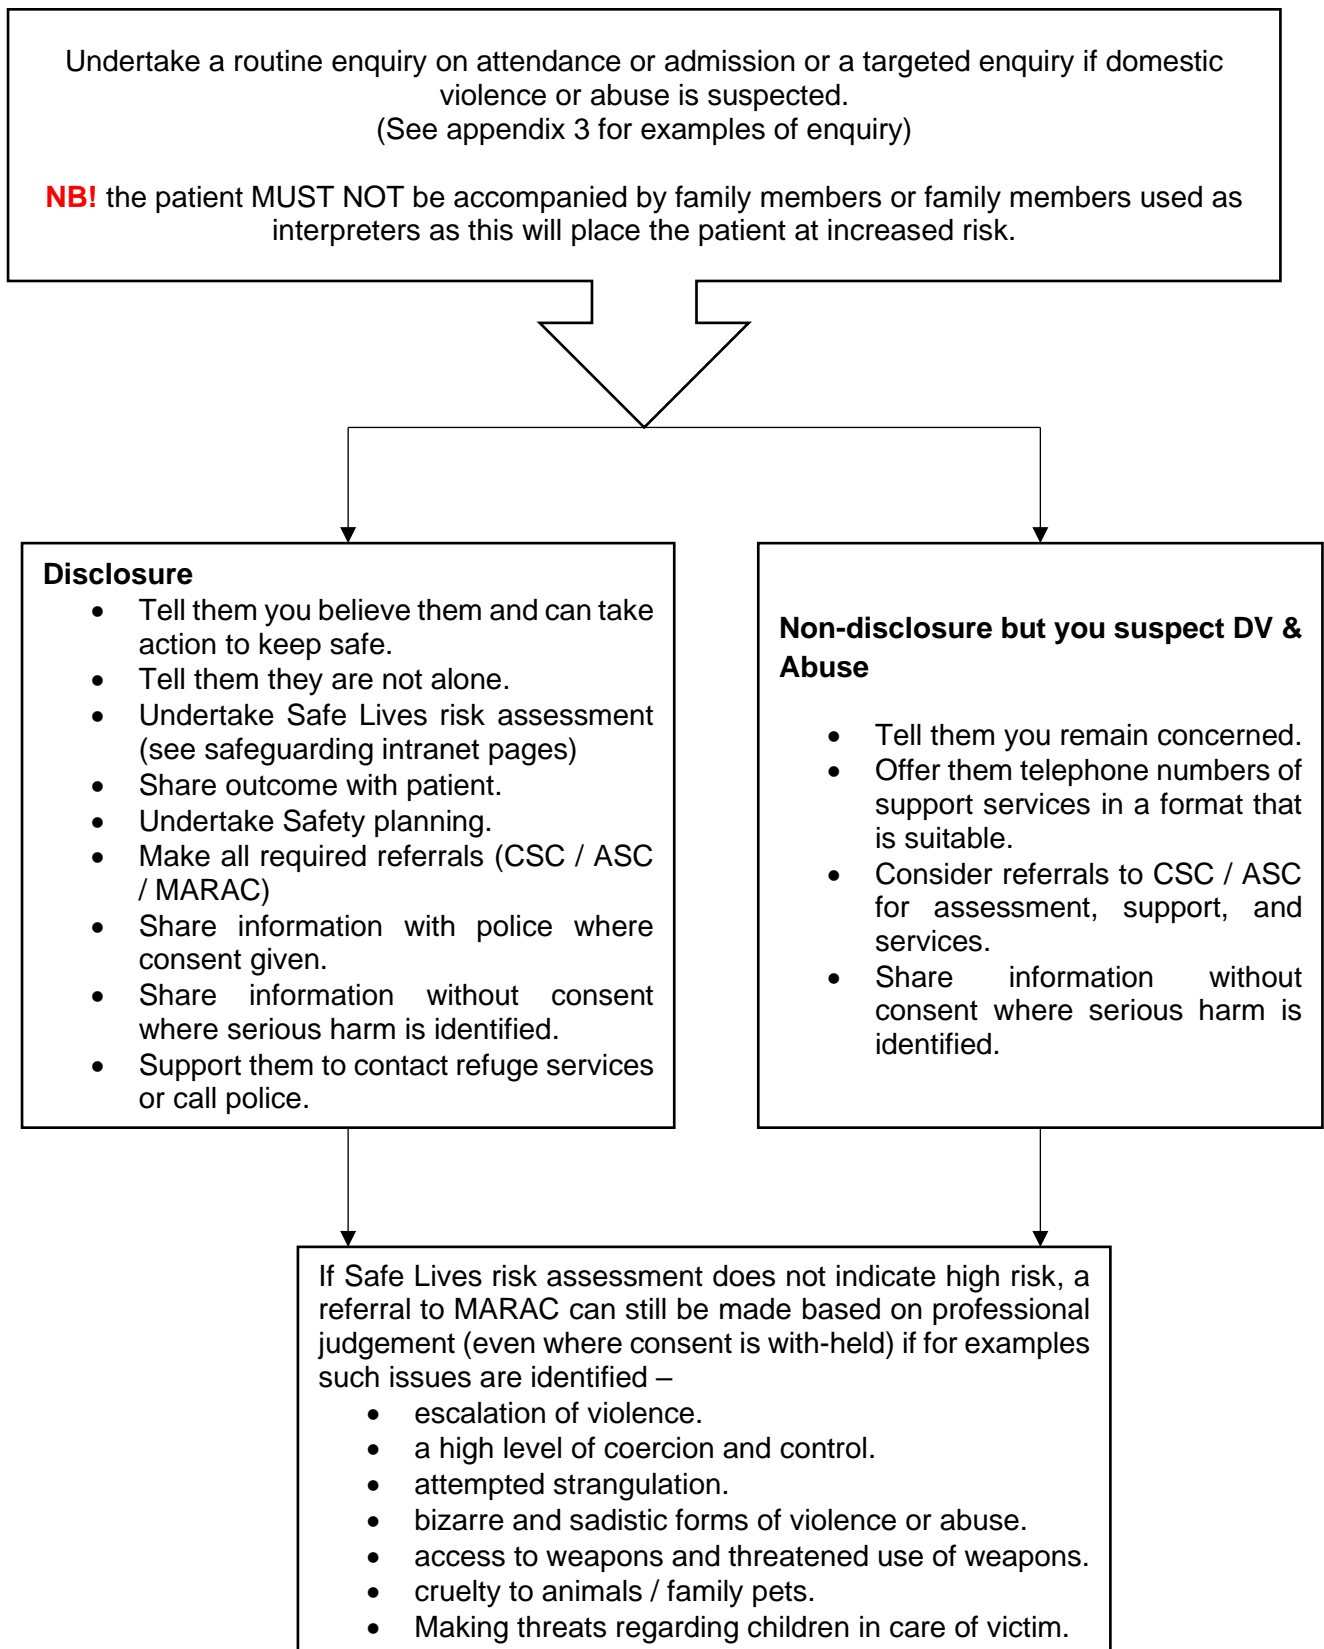 Undertake a routine enquiry on attendance or admission or a targeted enquiry if domestic
violence or abuse is suspected.
(See appendix 3 for examples of enquiry)
NB! the patient MUST NOT be accompanied by family members or family members used as
interpreters as this will place the patient at increased risk.
Disclosure
• Tell them you believe them and can take
action to keep safe.
• Tell them they are not alone.
• Undertake Safe Lives risk assessment
(see safeguarding intranet pages)
• Share outcome with patient.
• Undertake Safety planning.
• Make all required referrals (CSC / ASC
/ MARAC)
• Share information with police where
consent given.
• Share information without consent
where serious harm is identified.
• Support them to contact refuge services
or call police.
Non-disclosure but you suspect DV &
Abuse
• Tell them you remain concerned.
• Offer them telephone numbers of
support services in a format that
is suitable.
• Consider referrals to CSC / ASC
for assessment, support, and
services.
• Share information without
consent where serious harm is
identified.
If Safe Lives risk assessment does not indicate high risk, a
referral to MARAC can still be made based on professional
judgement (even where consent is with-held) if for examples
such issues are identified –
• escalation of violence.
• a high level of coercion and control.
• attempted strangulation.
• bizarre and sadistic forms of violence or abuse.
• access to weapons and threatened use of weapons.
• cruelty to animals / family pets.
• Making threats regarding children in care of victim.